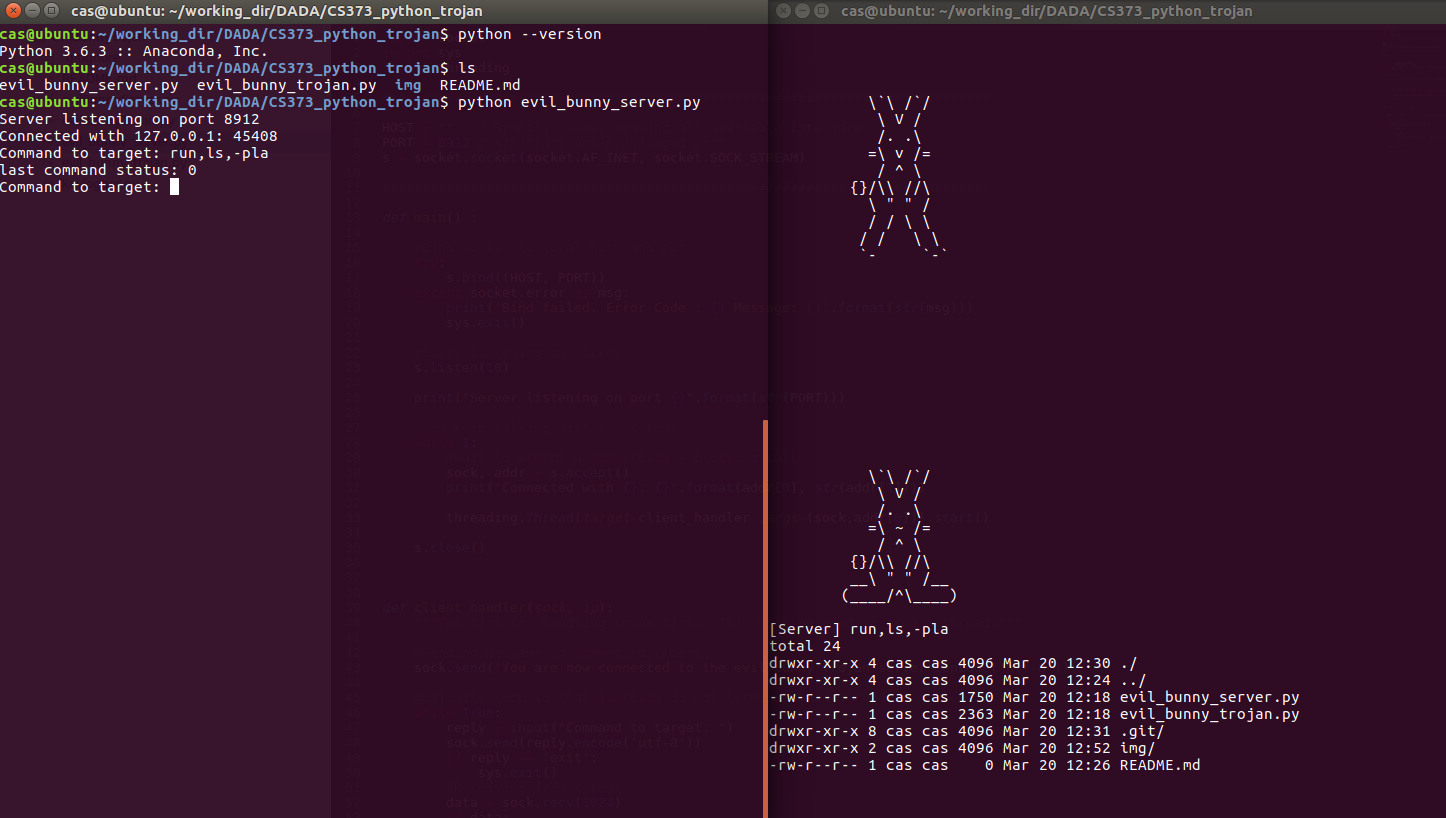 cas@ubuntu: ~/working_dir/DADA/CS373_python_trojan
cas@ubuntu:~/working_dir/DADA/CS373_python_trojan$ python --version
Python 3.6.3 :: Anaconda, Inc.
cas@ubuntu:~/working_dir/DADA/CS373_python_trojan$ ls
evil_bunny_server.py  evil_bunny_trojan.py  img  README.md
cas@ubuntu:~/working_dir/DADA/CS373_python_trojan$ python evil_bunny_server.py
Server listening on port 8912
Connected with 127.0.0.1: 45408
Command to target: run,ls,-pla
last command status: 0
Command to target:
cas@ubuntu: ~/working_dir/DADA/CS373_python_trojan
\`\ /`/
\ V /
/. .\
=\ v /=
/ ^ \
{}/\\ //\
\ " " /
/ / \ \
/ /   \ \
`-     `-`
\`\ /`/
\ V /
/. .\
=\ ~ /=
/ ^ \
{}/\\ //\
__\ " " /__
(____/^\____)
[Server] run,ls,-pla
total 24
drwxr-xr-x 4 cas cas 4096 Mar 20 12:30 ./
drwxr-xr-x 4 cas cas 4096 Mar 20 12:24 ../
-rw-r--r-- 1 cas cas 1750 Mar 20 12:18 evil_bunny_server.py
-rw-r--r-- 1 cas cas 2363 Mar 20 12:18 evil_bunny_trojan.py
drwxr-xr-x 8 cas cas 4096 Mar 20 12:31 .git/
drwxr-xr-x 2 cas cas 4096 Mar 20 12:52 img/
-rw-r--r-- 1 cas cas    0 Mar 20 12:26 README.md